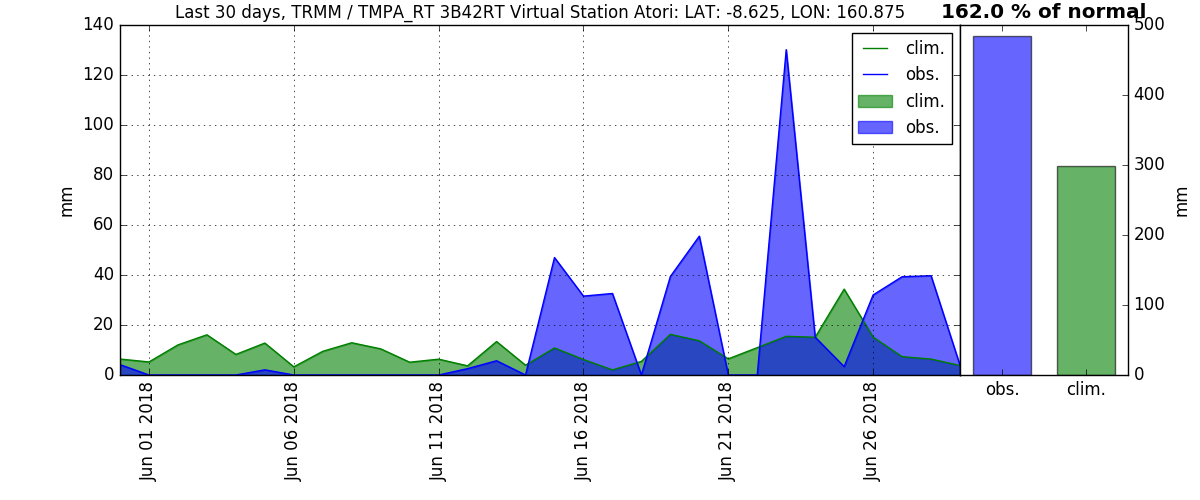 Last 30 days, TRMM / TMPA_RT 3B42RT Virtual Station Atori: LAT: -8.625, LON: 160.875
162.0 % of normal
140
120
100
80
60
40
20
0
mm
clim.
obs.
clim.
obs.
Jun 01 2018
Jun 06 2018
Jun 11 2018
Jun 16 2018
Jun 21 2018
Jun 26 2018
500
400
300
200
100
0
mm
obs.
clim.